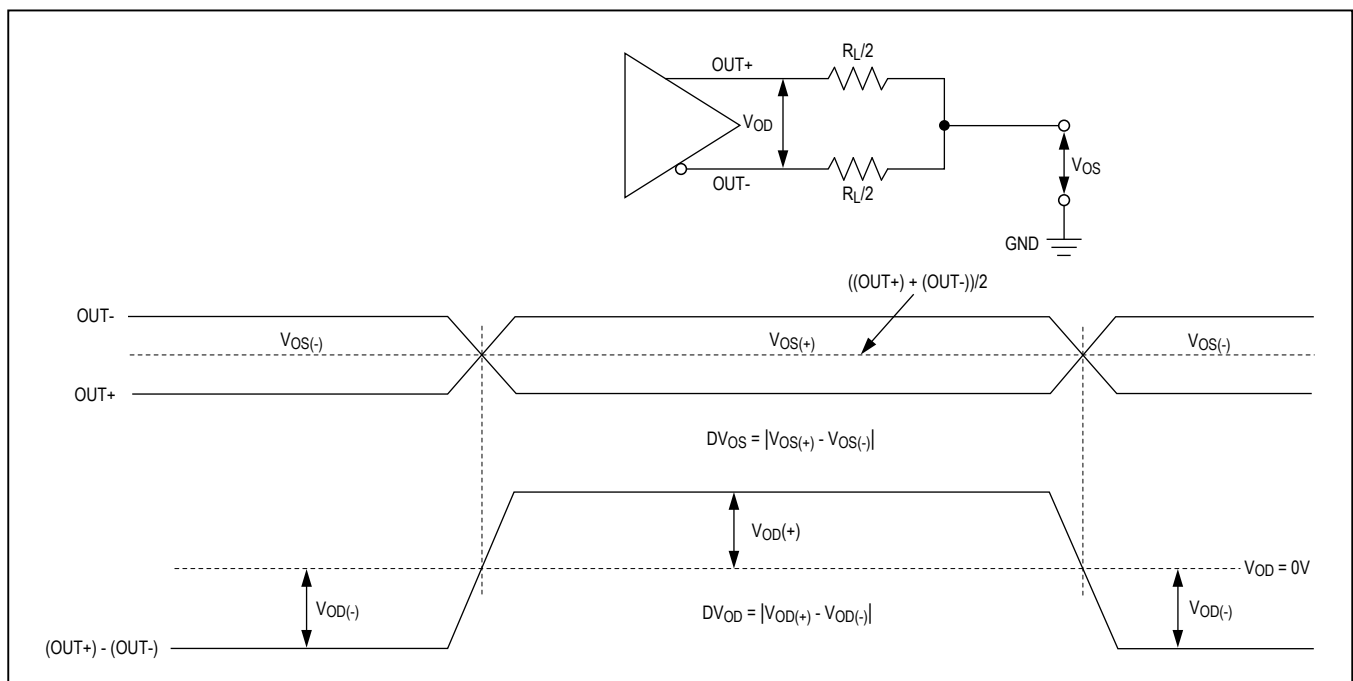 RL/2
OUT+
VOD
OUT-
RL/2
VOS
GND
((OUT+) + (OUT-))/2
OUT-
VOS(-)
VOS(+)
VOS(-)
OUT+
DVOS = |VOS(+) - VOS(-)|
VOD(+)
VOD = 0V
VOD(-)
DVOD = |VOD(+) - VOD(-)|
VOD(-)
(OUT+) - (OUT-)